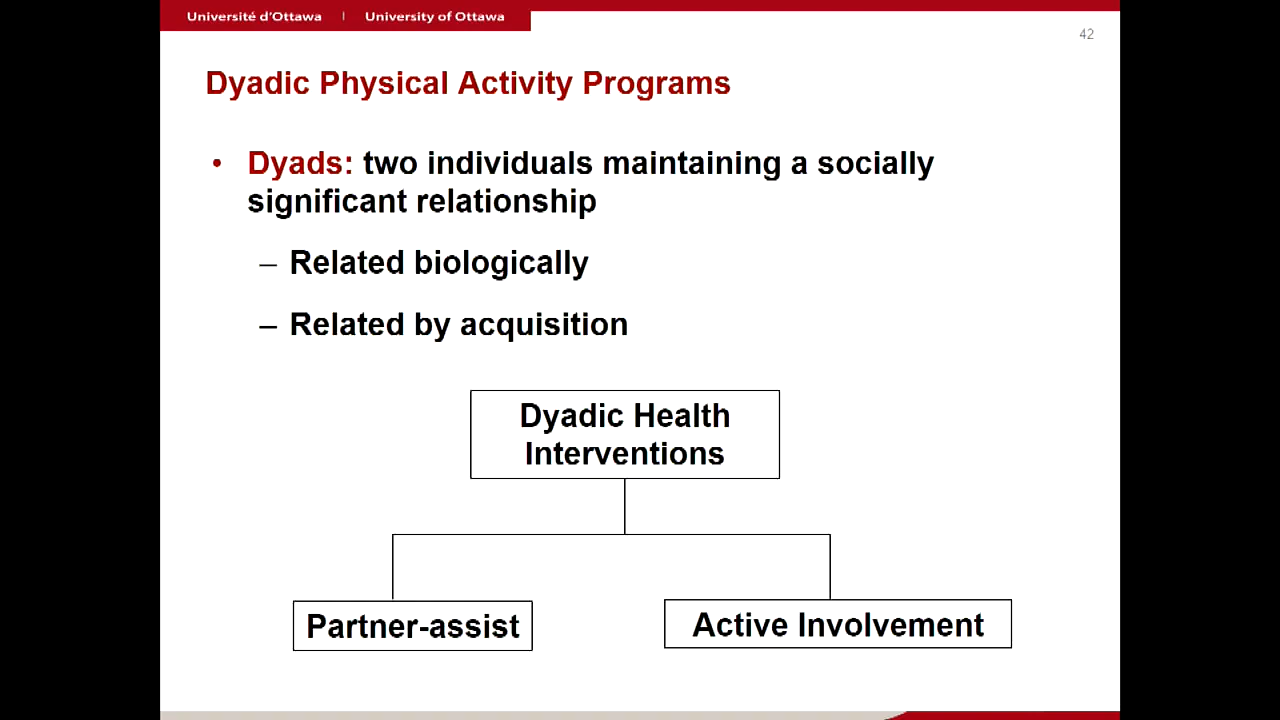 Université d'Ottawa | University of Ottawa
42
Dyadic Physical Activity Programs
• Dyads: two individuals maintaining a socially
significant relationship
– Related biologically
– Related by acquisition
Dyadic Health
Interventions
Partner-assist
Active Involvement